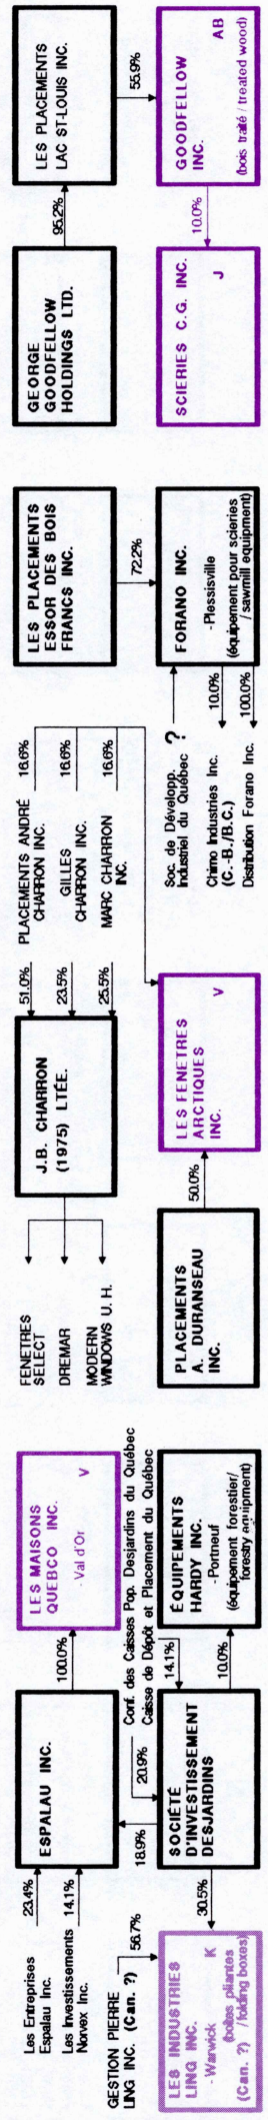 Les Entreprises
Espalau Inc.
23.4%
Les Investissements
Norvex Inc.
14.1%
ESPALAU INC.
100.0%
LES MAISONS
QUEBCO INC.
- Val d'Or
V
GESTION PIERRE
LING INC. (Can. ?)
56.7%
18.9%
20.9%
Conf. des Caisses Pop. Desjardins du Québec
Caisse de Dépôt et Placement du Québec
14.1%
LES INDUSTRIES
LING INC.
- Warwick
K
(Can. ?)
(boîtes pliantes
/folding boxes)
30.5%
SOCIÉTÉ
D'INVESTISSEMENT
DESJARDINS
10.0%
ÉQUIPEMENTS
HARDY INC.
- Portneuf
(équipement forestier/
forestry equipment)
FENETRES
SELECT
DREMAR
MODERN
WINDOWS U. H.
J.B. CHARRON
(1975) LTÉE.
51.0%
PLACEMENTS ANDRÉ
CHARRON INC.
16.6%
23.5%
GILLES
CHARRON INC.
16.6%
25.5%
MARC CHARRON
INC.
16.6%
PLACEMENTS
A. DURANSEAU
INC.
50.0%
LES FENETRES
ARCTIQUES
INC.
V
LES PLACEMENTS
ESSOR DES BOIS
FRANCS INC.
72.2%
Soc. de Développ.
Industriel du Québec
?
FORANO INC.
- Plessisville
(équipement pour scieries
/ sawmill equipment)
Chimo Industries Inc.
(C. -B./B.C.)
10.0%
Distribution Forano Inc.
100.0%
GEORGE
GOODFELLOW
HOLDINGS LTD.
95.2%
LES PLACEMENTS
LAC ST-LOUIS INC.
55.9%
SCIERIES C.G. INC.
J
10.0%
GOODFELLOW
INC.
AB
(bois traité / treated wood)